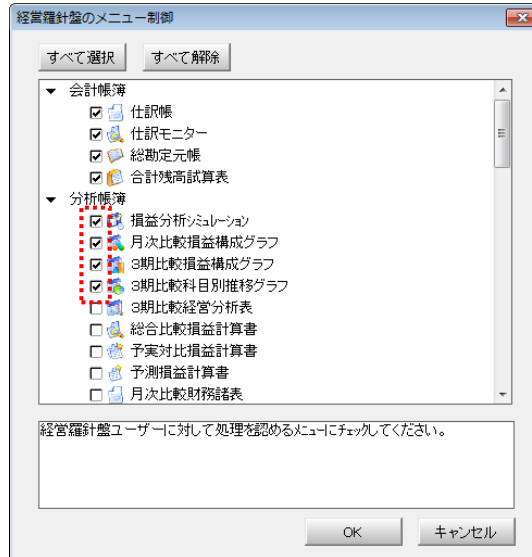 経営羅針盤のメニュー制御
すべて選択 すべて解除
会計帳簿
仕訳帳
仕訳モニター
総勘定元帳
合計残高試算表
分析帳簿
損益分析ｼﾐｭﾚｰｼｮﾝ
月次比較損益構成グラフ
3期比較損益構成グラフ
3期比較科目別推移グラフ
3期比較経営分析表
総合比較損益計算書
予実対比損益計算書
予測損益計算書
月次比較財務諸表
経営羅針盤ユーザーに対して処理を認めるﾒﾆｭｰにﾁｪｯｸしてください。
OK キャンセル